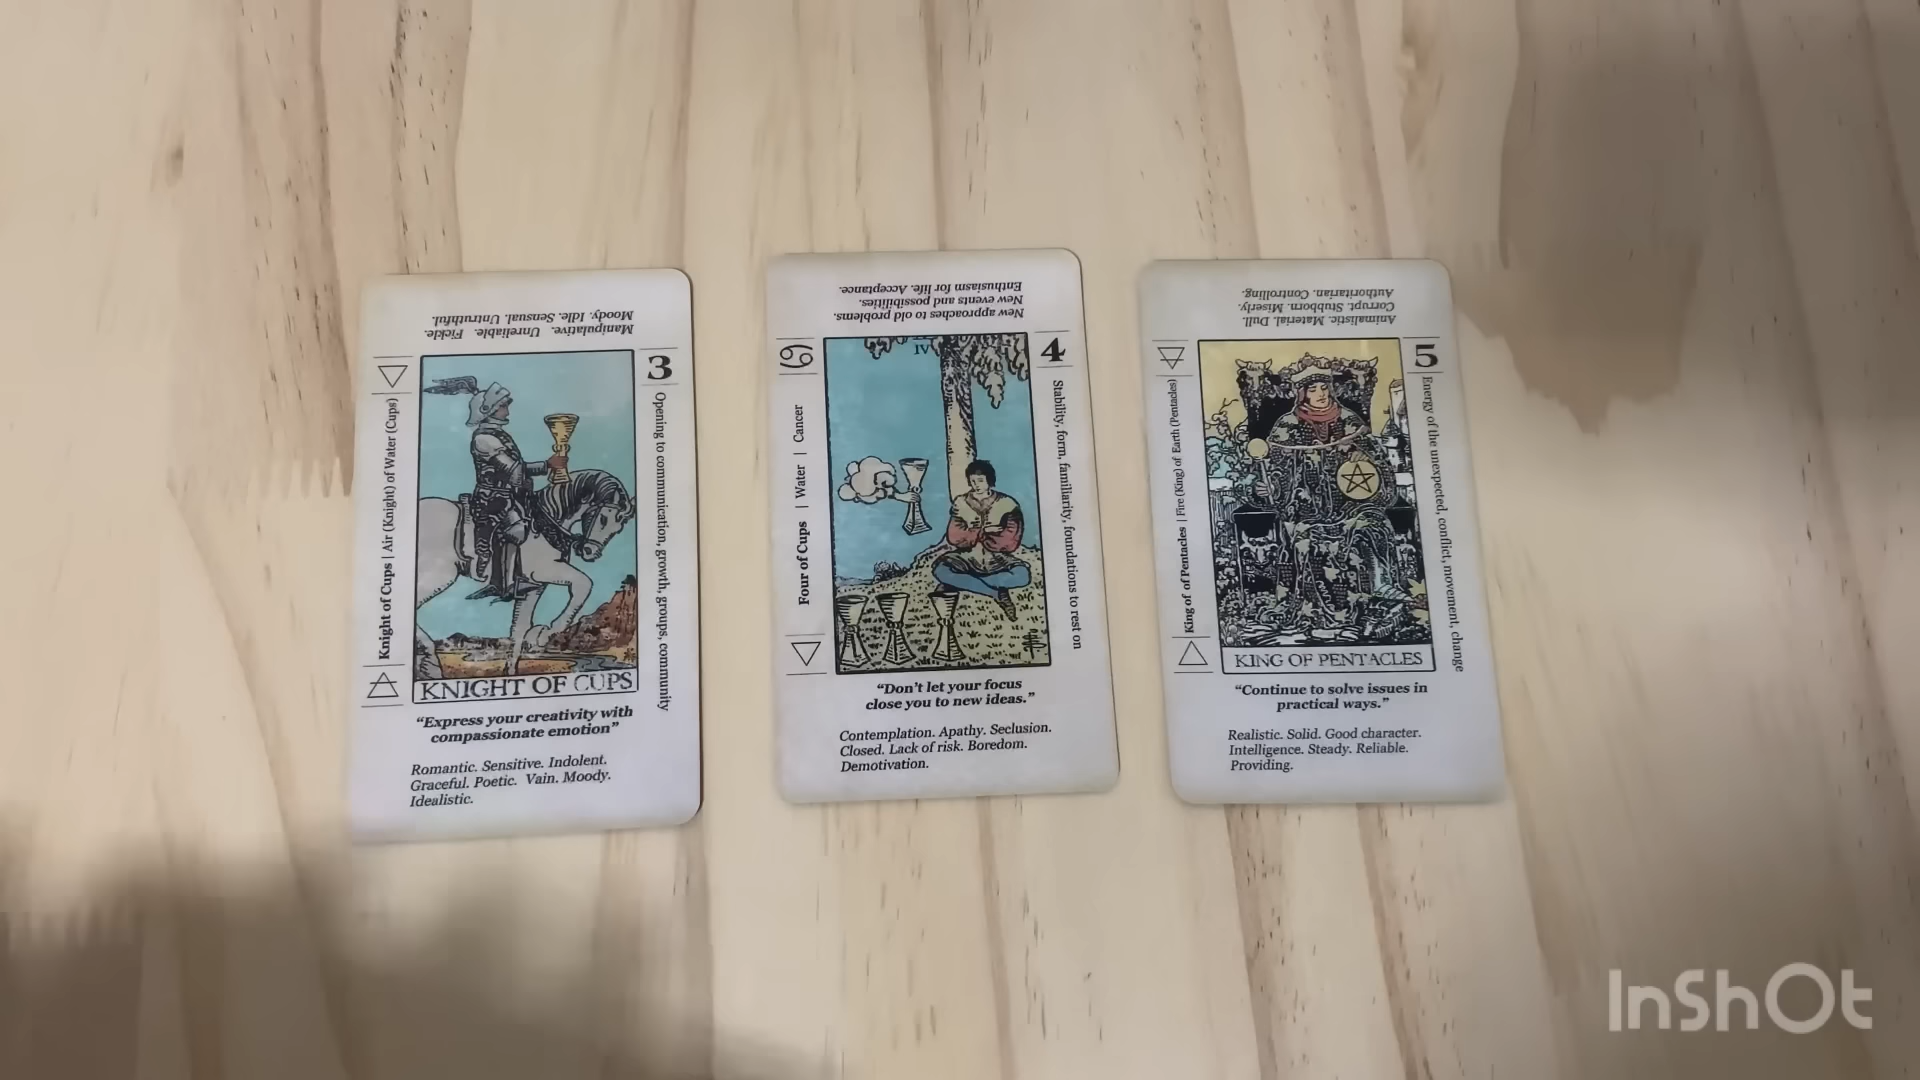 Manipulative. Unreliable. Fickle.
Moody. Idle. Sensual. Untruthful.
3
Knight of Cups | Air (Knight) of Water (Cups)
Opening to communication, growth, groups, community
KNIGHT OF CUPS
“Express your creativity with
compassionate emotion”
Romantic. Sensitive. Indolent.
Graceful. Poetic. Vain. Moody.
Idealistic.
New approaches to old problems.
New events and possibilities.
Enthusiasm for life. Acceptance.
4
IV
Four of Cups | Water | Cancer
Stability, form, familiarity, foundations to rest on
“Don't let your focus
close you to new ideas.”
Contemplation. Apathy. Seclusion.
Closed. Lack of risk. Boredom.
Demotivation.
Animalistic. Material. Dull.
Corrupt. Stubborn. Miserly.
Authoritarian. Controlling.
5
King of Pentacles | Fire (King) of Earth (Pentacles)
Energy of the unexpected, conflict, movement, change
KING OF PENTACLES
“Continue to solve issues in
practical ways.”
Realistic. Solid. Good character.
Intelligence. Steady. Reliable.
Providing.
InShOt